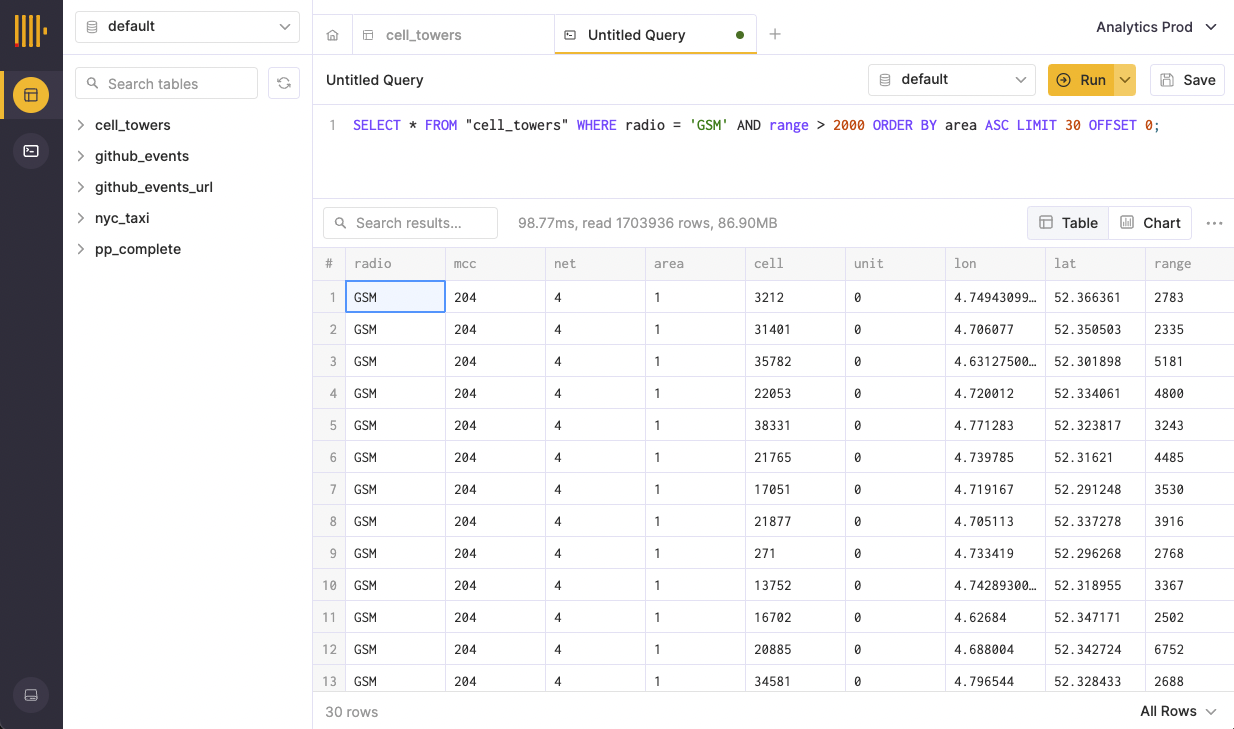 default
cell_towers
Untitled Query
Analytics Prod
Search tables
Untitled Query
default
Run
Save
cell_towers
github_events
github_events_url
nyc_taxi
pp_complete
1 SELECT * FROM "cell_towers" WHERE radio = 'GSM' AND range > 2000 ORDER BY area ASC LIMIT 30 OFFSET 0;
Search results...
98.77ms, read 1703936 rows, 86.90MB
Table
Chart
# radio mcc net area cell unit lon lat range
1 GSM 204 4 1 3212 0 4.74943099... 52.366361 2783
2 GSM 204 4 1 31401 0 4.706077 52.350503 2335
3 GSM 204 4 1 35782 0 4.63127500... 52.301898 5181
4 GSM 204 4 1 22053 0 4.720012 52.334061 4800
5 GSM 204 4 1 38331 0 4.771283 52.323817 3243
6 GSM 204 4 1 21765 0 4.739785 52.31621 4485
7 GSM 204 4 1 17051 0 4.719167 52.291248 3530
8 GSM 204 4 1 21877 0 4.705113 52.337278 3916
9 GSM 204 4 1 271 0 4.733419 52.296268 2768
10 GSM 204 4 1 13752 0 4.74289300... 52.318955 3367
11 GSM 204 4 1 16702 0 4.62684 52.347171 2502
12 GSM 204 4 1 20885 0 4.688004 52.342724 6752
13 GSM 204 4 1 34581 0 4.796544 52.328433 2688
30 rows
All Rows